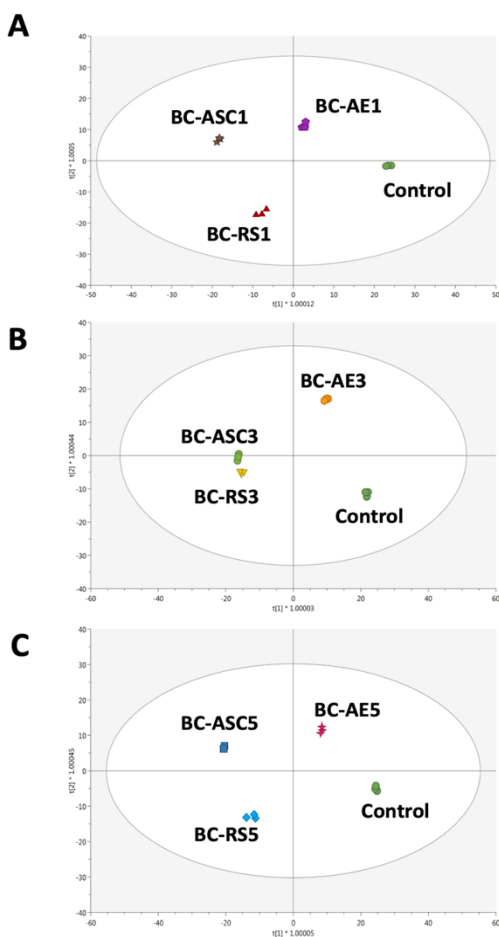 A
t[2] * 1.0005
40
30
20
10
0
-10
-20
-30
-40
BC-ASC1
BC-AE1
Control
BC-RS1
-50 -40 -30 -20 -10 0 10 20 30 40 50
t[1] * 1.00012
B
t[2] * 1.00044
40
30
20
10
0
-10
-20
-30
-40
BC-AE3
BC-ASC3
BC-RS3
Control
-60 -40 -20 0 20 40 60
t[1] * 1.00003
C
t[2] * 1.00045
40
30
20
10
0
-10
-20
-30
-40
BC-ASC5
BC-AE5
Control
BC-RS5
-60 -40 -20 0 20 40 60
t[1] * 1.00005